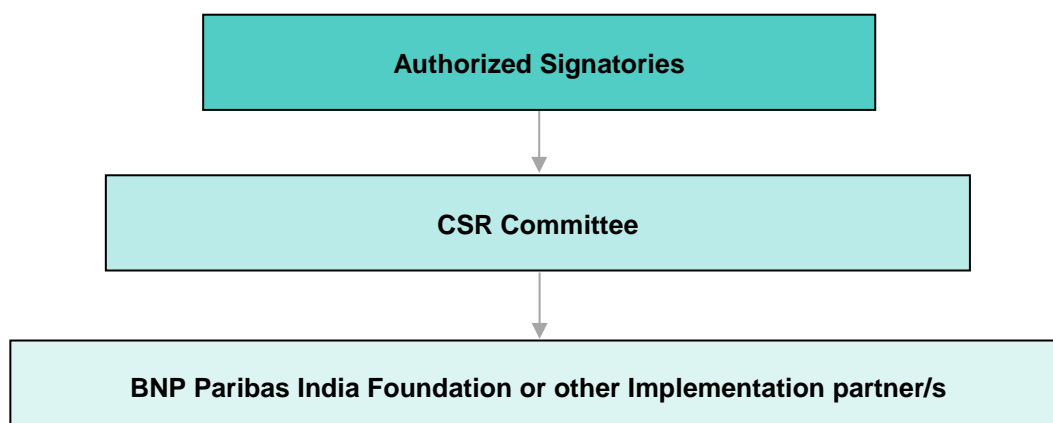 Authorized Signatories
CSR Committee
BNP Paribas India Foundation or other Implementation partner/s